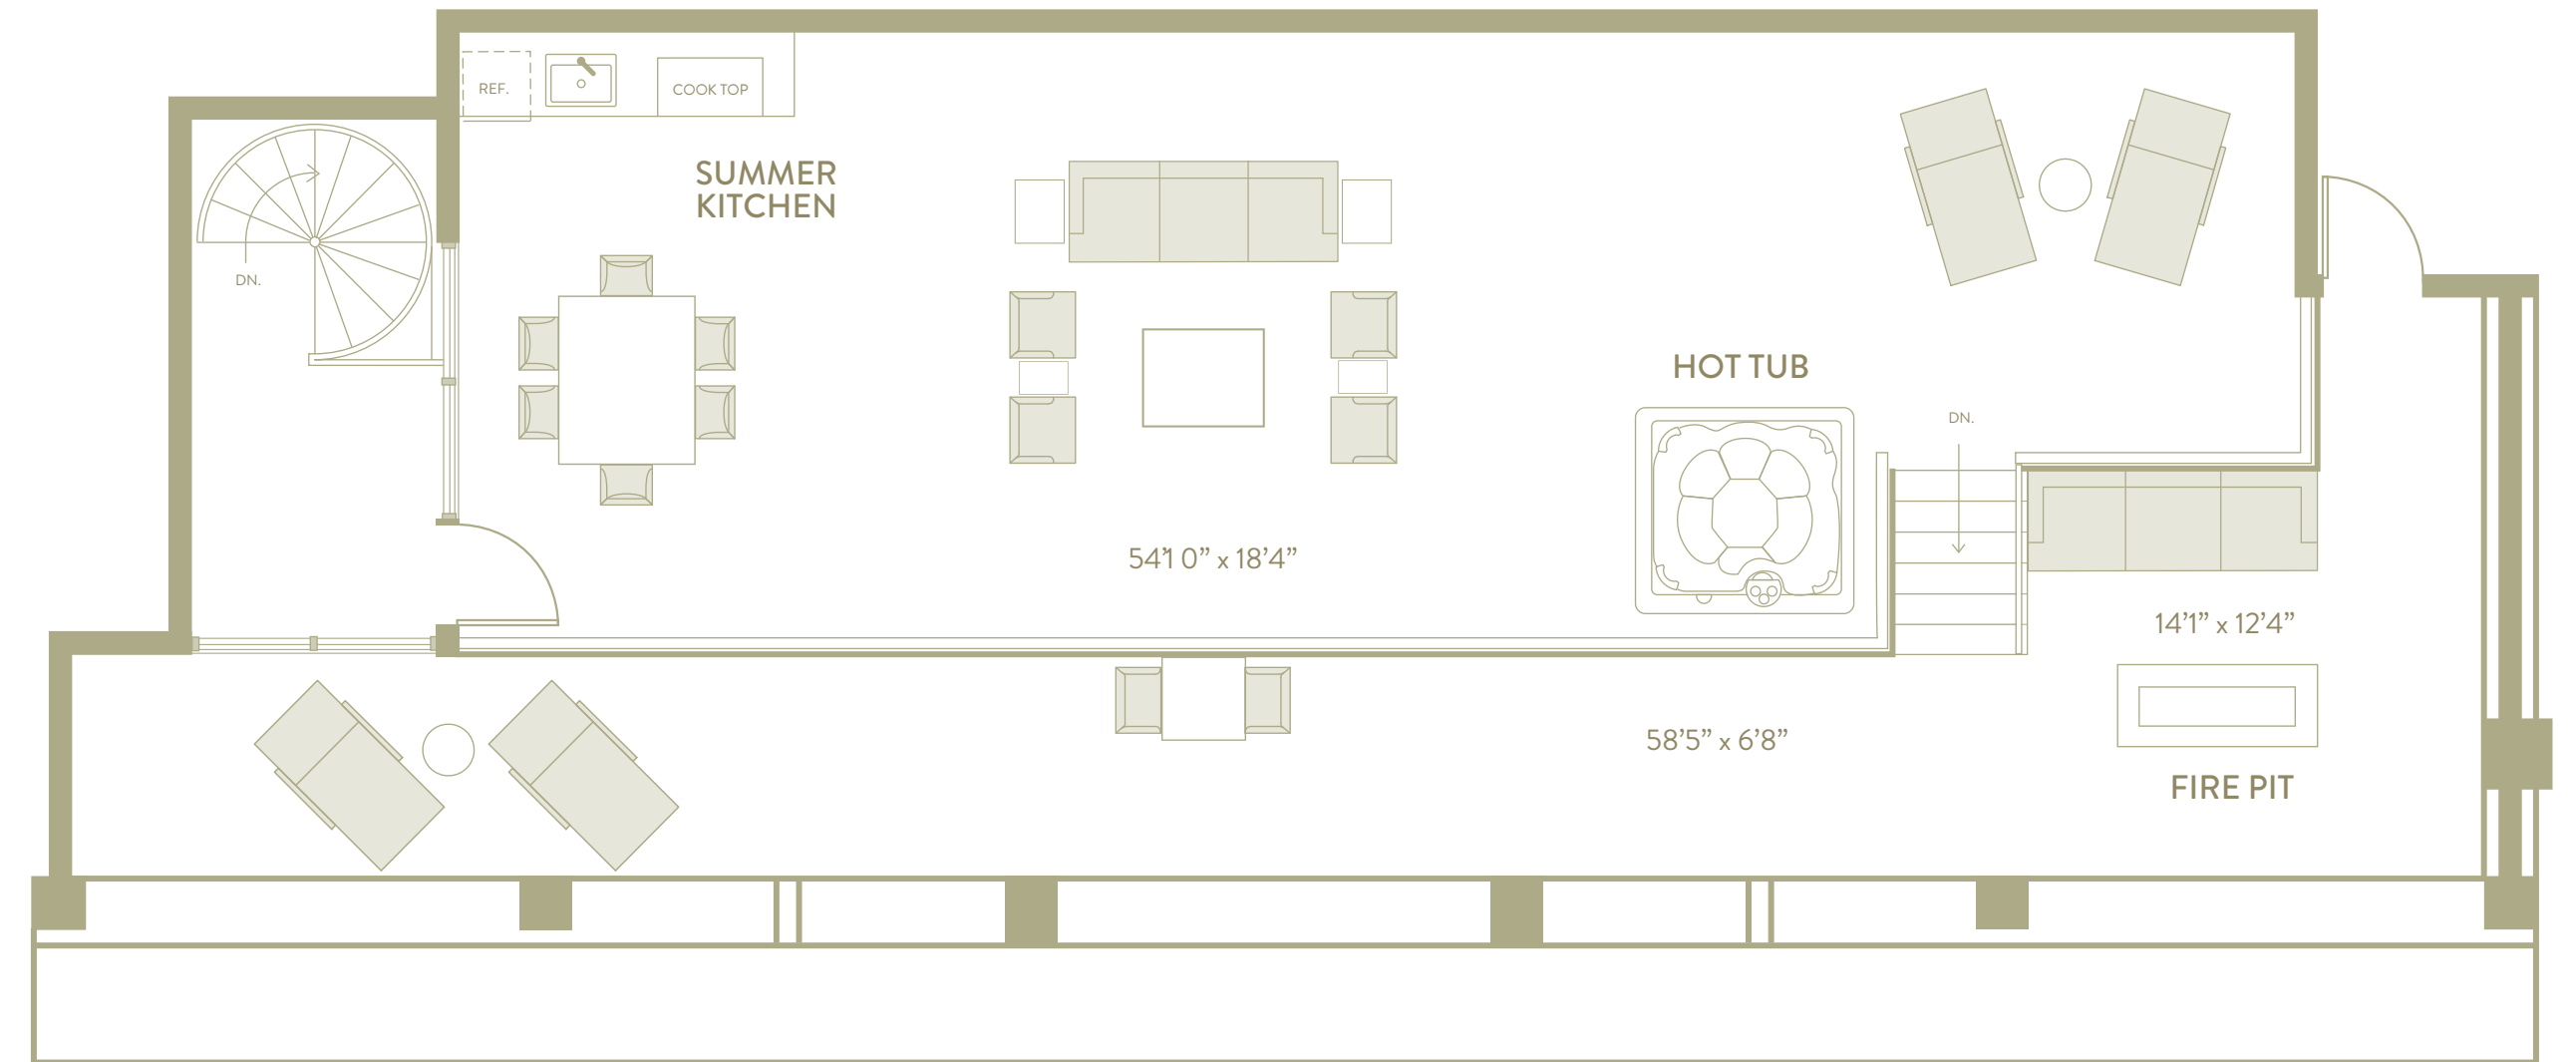 REF.
COOK TOP
SUMMER
KITCHEN
DN.
HOT TUB
DN.
54'1 0” x 18’4”
14’1” x 12’4”
58’5” x 6’8”
FIRE PIT